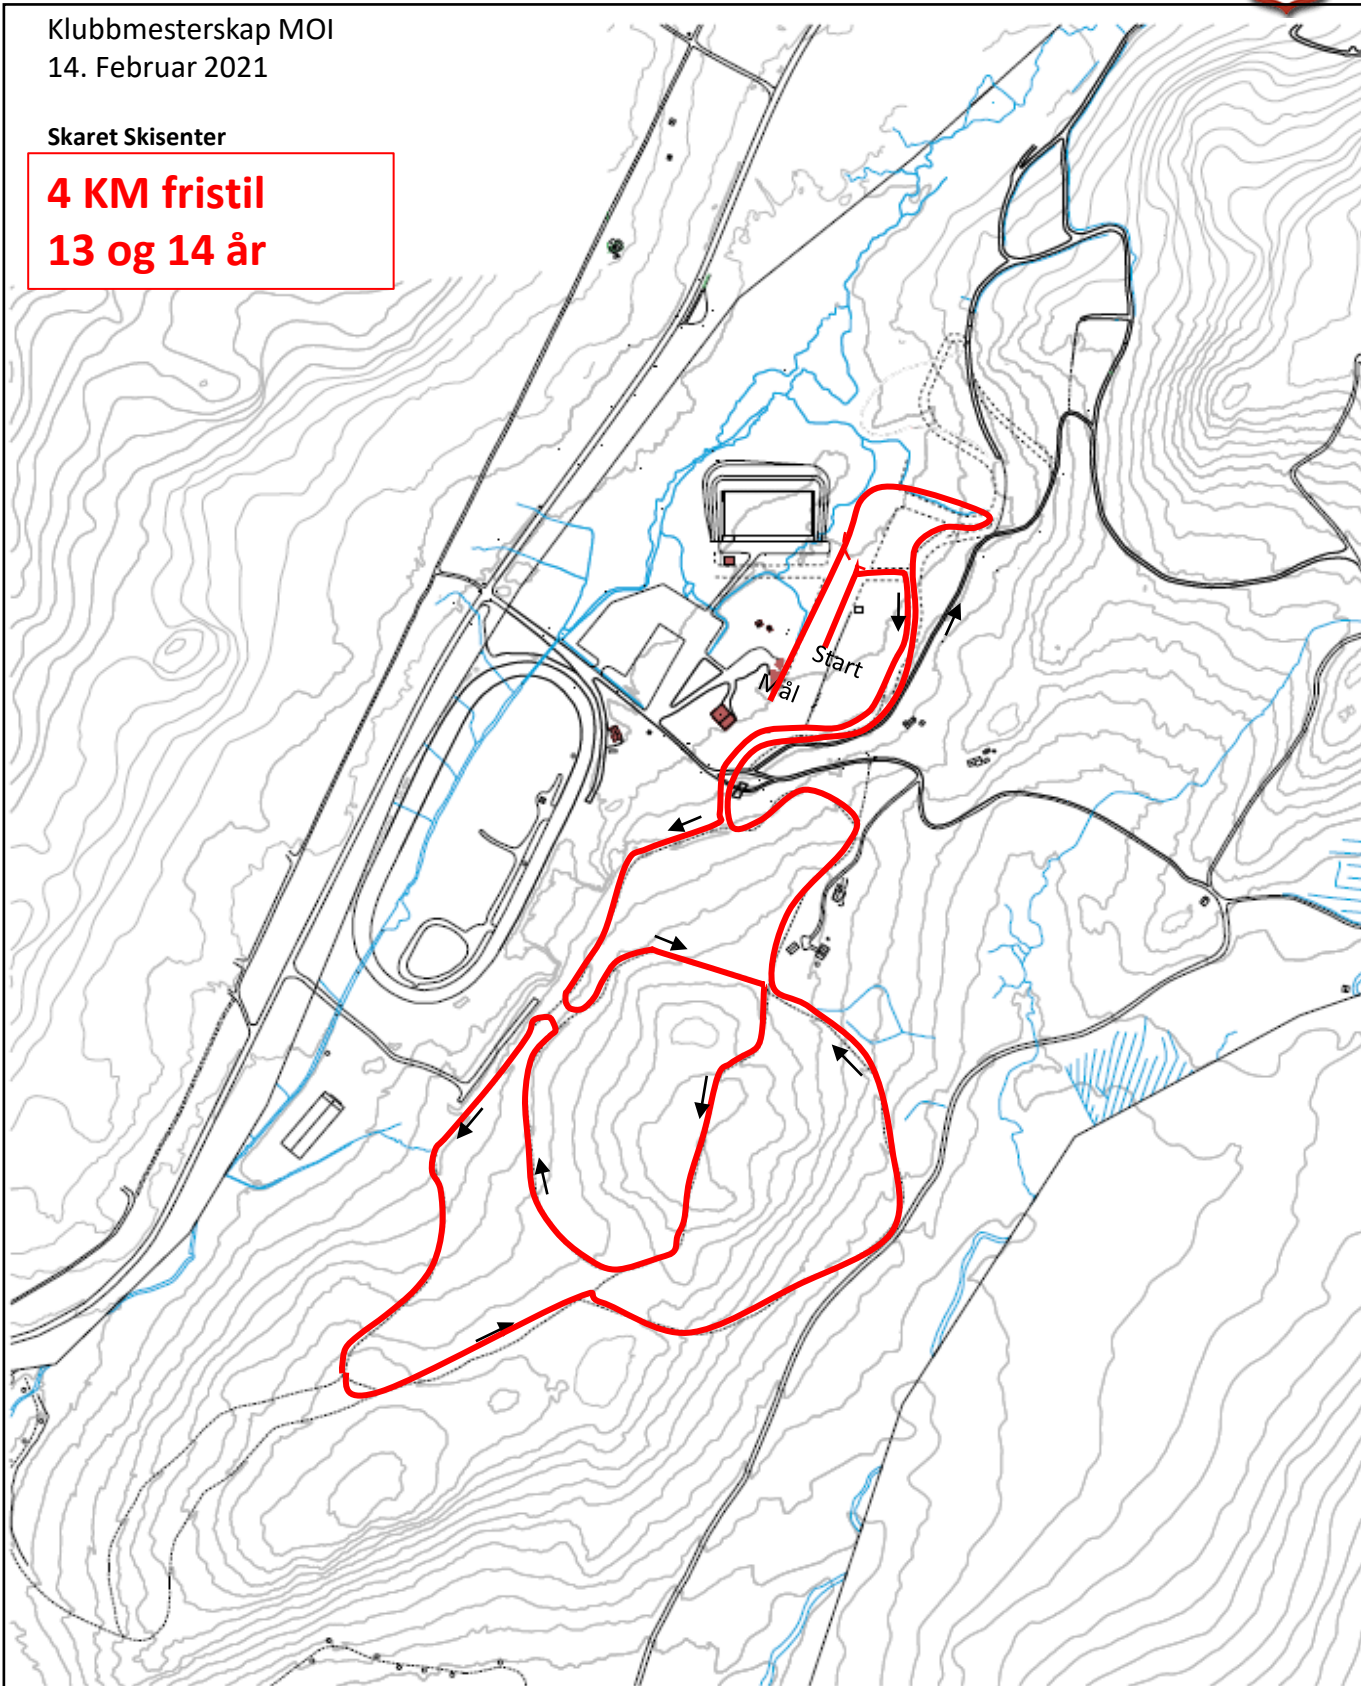 Klubbmesterskap MOI
14. Februar 2021
Skaret Skisenter
4 KM fristil
13 og 14 år
Start
Mål